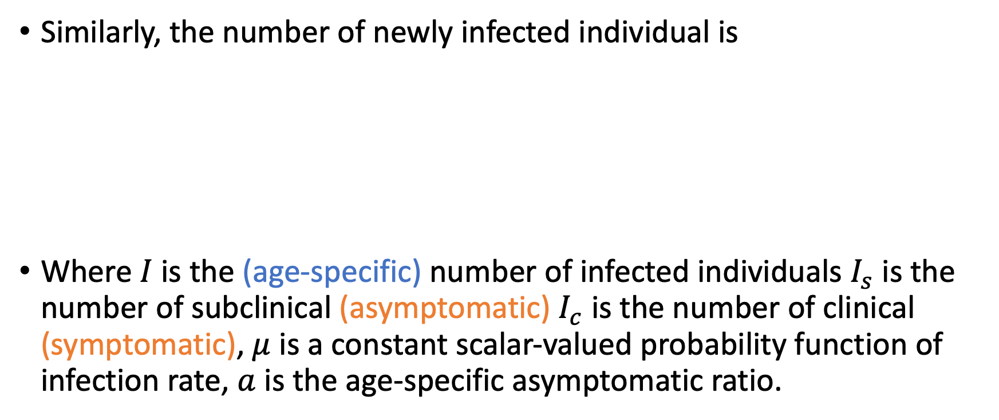 • Similarly, the number of newly infected individual is
• Where I is the (age-specific) number of infected individuals Iₛ is the
number of subclinical (asymptomatic) I_c is the number of clinical
(symptomatic), μ is a constant scalar-valued probability function of
infection rate, a is the age-specific asymptomatic ratio.